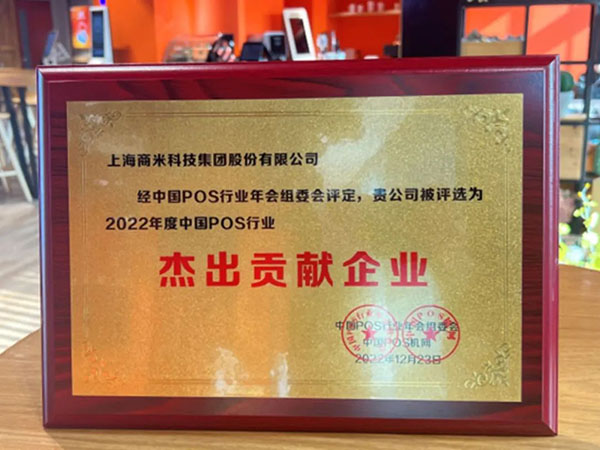 上海商米科技集团股份有限公司
经中国POS行业年会组委会评定，贵公司被评选为
2022年度中国POS行业
杰出贡献企业
中国POS行业年会组委会
中国POS机网
2022年12月23日